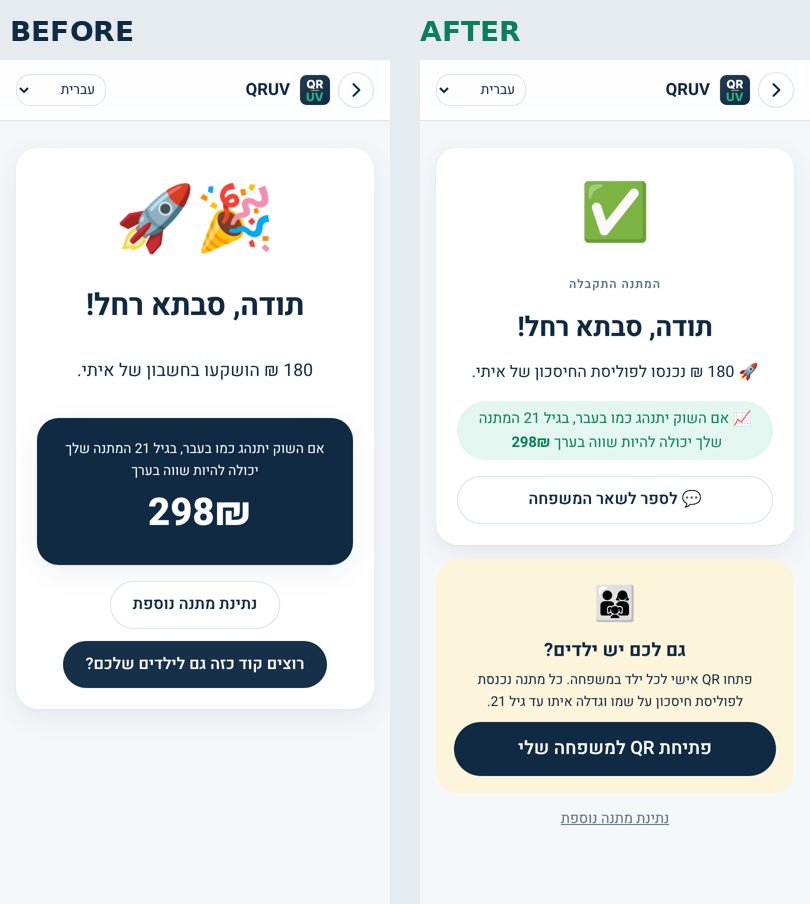 BEFORE
QRUV
QR
UV
עברית
תודה, סבתא רחל!
180 ₪ הושקעו בחשבון של איתי.
אם השוק יתנהג כמו בעבר, בגיל 21 המתנה שלך
יכולה להיות שווה בערך
298₪
נתינת מתנה נוספת
רוצים קוד כזה גם לילדים שלכם?
AFTER
QRUV
QR
UV
עברית
המתנה התקבלה
תודה, סבתא רחל!
🚀 180 ₪ נכנסו לפוליסת החיסכון של איתי.
📈 אם השוק יתנהג כמו בעבר, בגיל 21 המתנה
שלך יכולה להיות שווה בערך 298₪
💬 לספר לשאר המשפחה
גם לכם יש ילדים?
פתחו QR אישי לכל ילד במשפחה. כל מתנה נכנסת
לפוליסת חיסכון על שמו וגדלה איתו עד גיל 21.
פתיחת QR למשפחה שלי
נתינת מתנה נוספת